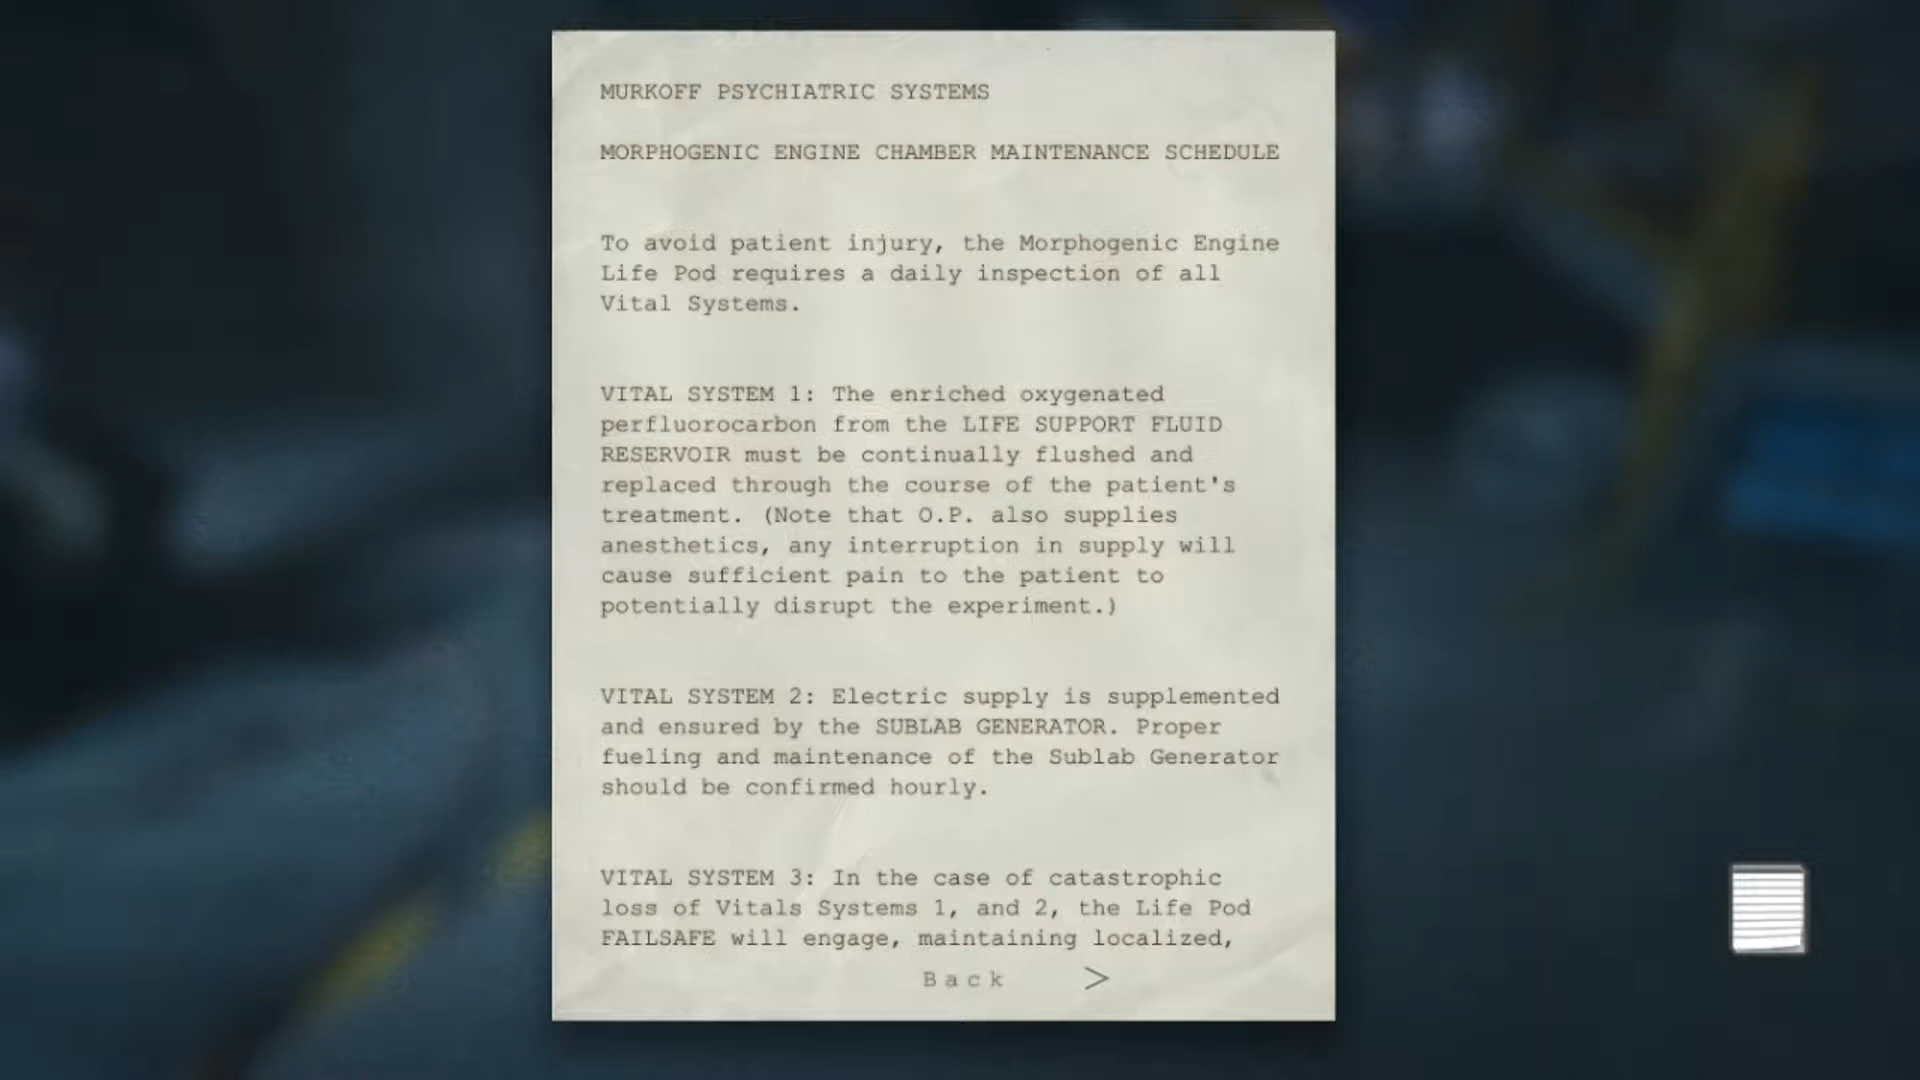 MURKOFF PSYCHIATRIC SYSTEMS
MORPHOGENIC ENGINE CHAMBER MAINTENANCE SCHEDULE
To avoid patient injury, the Morphogenic Engine
Life Pod requires a daily inspection of all
Vital Systems.
VITAL SYSTEM 1: The enriched oxygenated
perfluorocarbon from the LIFE SUPPORT FLUID
RESERVOIR must be continually flushed and
replaced through the course of the patient's
treatment. (Note that O.P. also supplies
anesthetics, any interruption in supply will
cause sufficient pain to the patient to
potentially disrupt the experiment.)
VITAL SYSTEM 2: Electric supply is supplemented
and ensured by the SUBLAB GENERATOR. Proper
fueling and maintenance of the Sublab Generator
should be confirmed hourly.
VITAL SYSTEM 3: In the case of catastrophic
loss of Vitals Systems 1, and 2, the Life Pod
FAILSAFE will engage, maintaining localized,
Back >